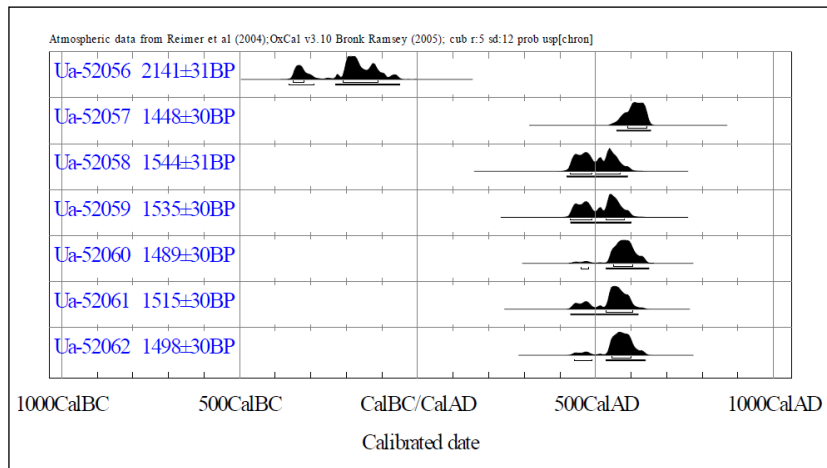 Atmospheric data from Reimer et al (2004);OxCal v3.10 Bronk Ramsey (2005); cub r:5 sd:12 prob usp[chron]
Ua-52056 2141±31BP
Ua-52057 1448±30BP
Ua-52058 1544±31BP
Ua-52059 1535±30BP
Ua-52060 1489±30BP
Ua-52061 1515±30BP
Ua-52062 1498±30BP
1000CalBC 500CalBC CalBC/CalAD 500CalAD 1000CalAD
Calibrated date